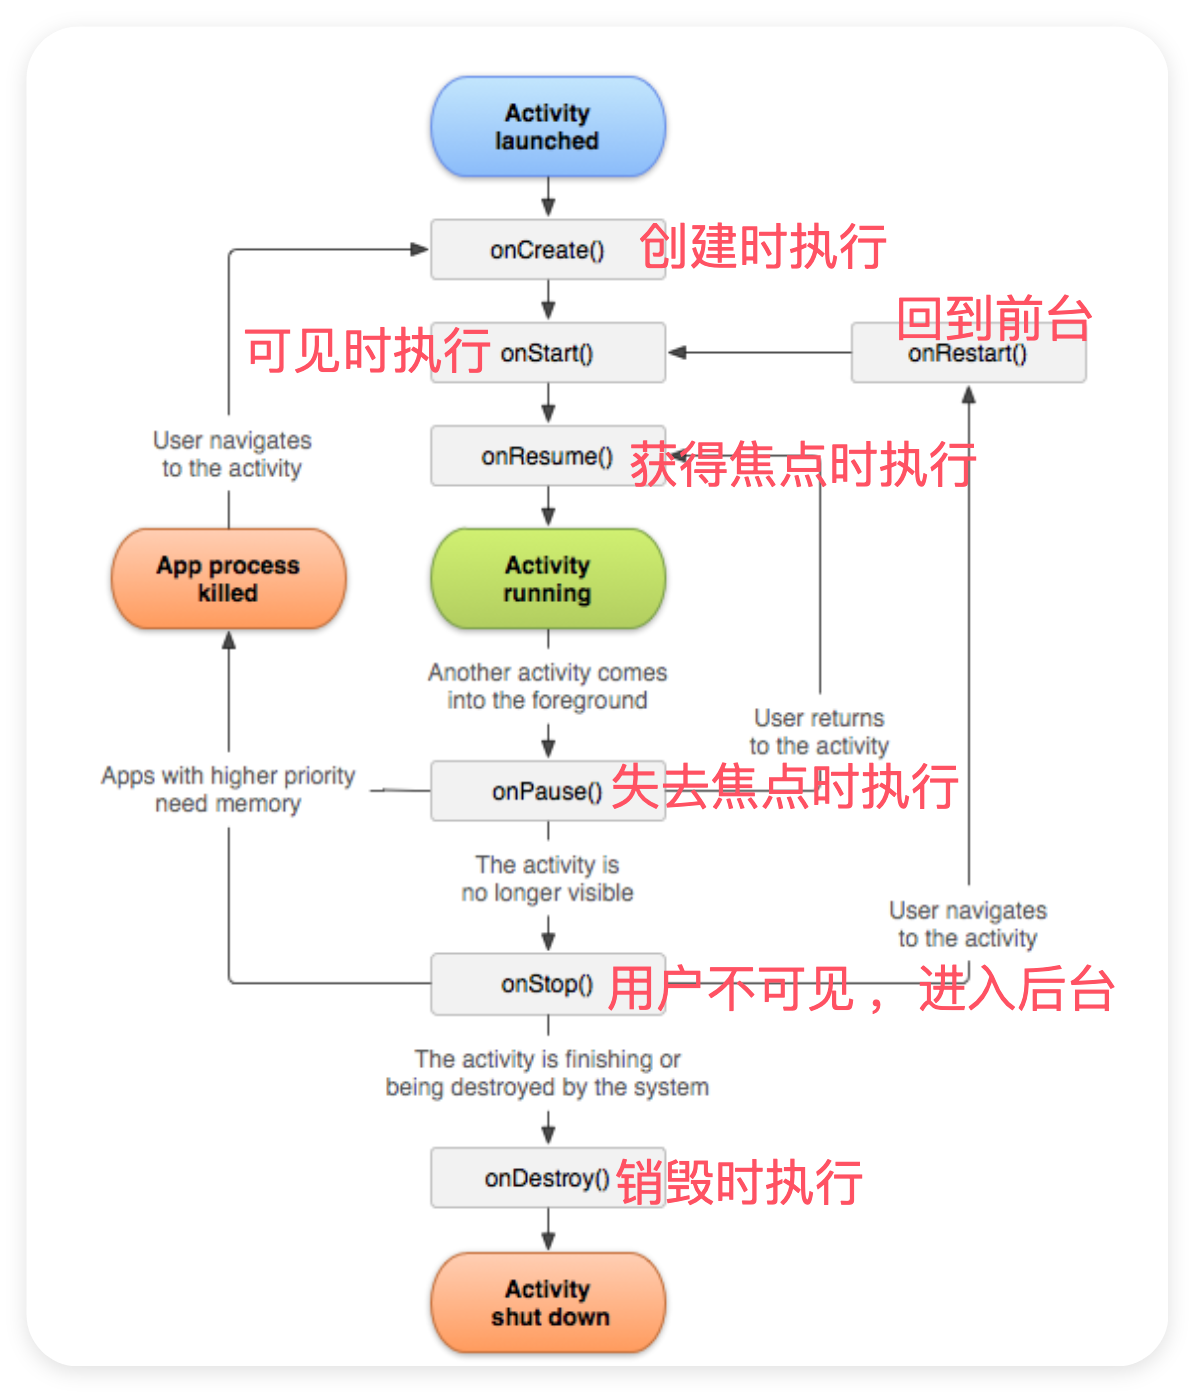 Activity
launched
onCreate()
创建时执行
回到前台
可见时执行
onStart()
onRestart()
User navigates
to the activity
onResume()
获得焦点时执行
App process
killed
Activity
running
Another activity comes
into the foreground
User returns
to the activity
Apps with higher priority
need memory
onPause()
失去焦点时执行
The activity is
no longer visible
User navigates
to the activity
onStop()
用户不可见，进入后台
The activity is finishing or
being destroyed by the system
onDestroy()
销毁时执行
Activity
shut down